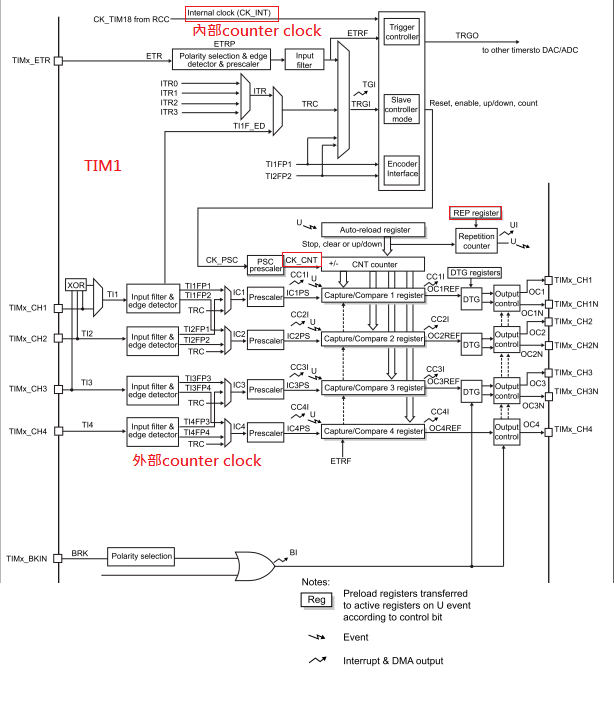 Internal clock (CK_INT)
CK_TIM18 from RCC
內部counter clock
ETRF
Trigger
controller
TRGO
to other timersto DAC/ADC
ETRP
TIMx_ETR
ETR
Polarity selection & edge
detector & prescaler
Input
filter
TGI
ITR0
ITR1
ITR2
ITR3
ITR
TRC
TRGI
Slave
controller
mode
Reset, enable, up/down, count
TI1F_ED
TIM1
TI1FP1
TI2FP2
Encoder
Interface
REP register
U
Auto-reload register
UI
Repetition
counter
U
Stop, clear or up/down
CK_PSC
PSC
prescaler
CK_CNT
+/-
CNT counter
DTG registers
XOR
TI1
Input filter &
edge detector
TI1FP1
TI1FP2
TRC
IC1
Prescaler
IC1PS
CC1I
U
Capture/Compare 1 register
CC1I
OC1REF
DTG
Output
control
OC1
OC1N
TIMx_CH1
TIMx_CH1
TIMx_CH1N
TIMx_CH2
TI2
Input filter &
edge detector
TI2FP1
TI2FP2
TRC
IC2
Prescaler
IC2PS
CC2I
U
Capture/Compare 2 register
CC2I
OC2REF
DTG
Output
control
OC2
OC2N
TIMx_CH2
TIMx_CH2N
TIMx_CH3
TI3
Input filter &
edge detector
TI3FP3
TI3FP4
TRC
IC3
Prescaler
IC3PS
CC3I
U
Capture/Compare 3 register
CC3I
OC3REF
DTG
Output
control
OC3
OC3N
TIMx_CH3
TIMx_CH3N
TIMx_CH4
TI4
Input filter &
edge detector
TI4FP3
TI4FP4
TRC
IC4
Prescaler
IC4PS
CC4I
U
Capture/Compare 4 register
CC4I
OC4REF
Output
control
OC4
TIMx_CH4
外部counter clock
ETRF
TIMx_BKIN
BRK
Polarity selection
BI
Notes:
Reg
Preload registers transferred
to active registers on U event
according to control bit
Event
Interrupt & DMA output